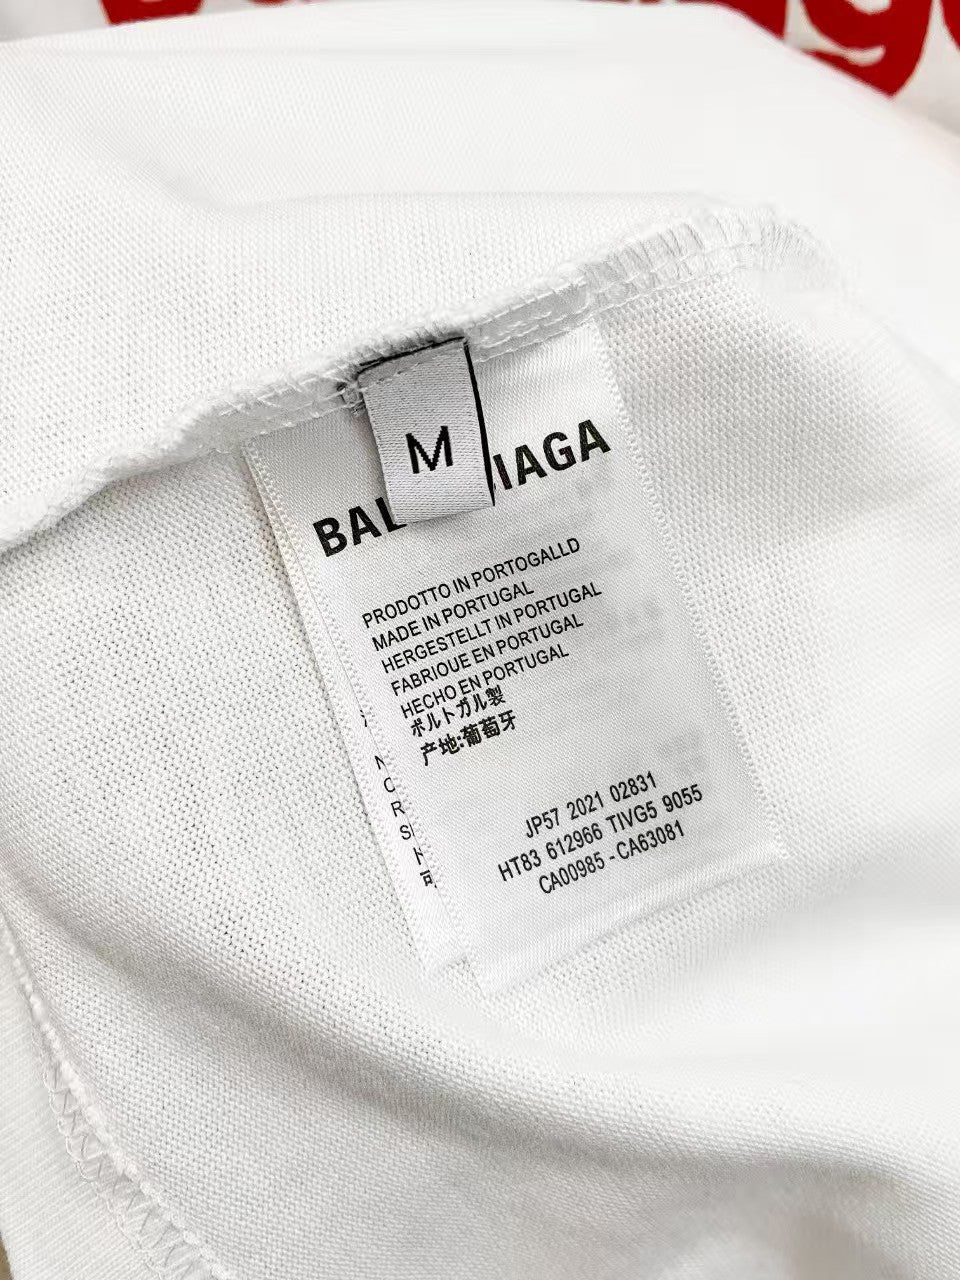 M
BAL IAGA
PRODOTTO IN PORTOGALLD
MADE IN PORTUGAL
HERGESTELLT IN PORTUGAL
FABRIOUE EN PORTUGAL
HECHO EN PORTUGAL
ポルトガル製
产地:葡萄牙
JP57 2021 02831
HT83 612966 TIVG5 9055
CA00985 - CA63081